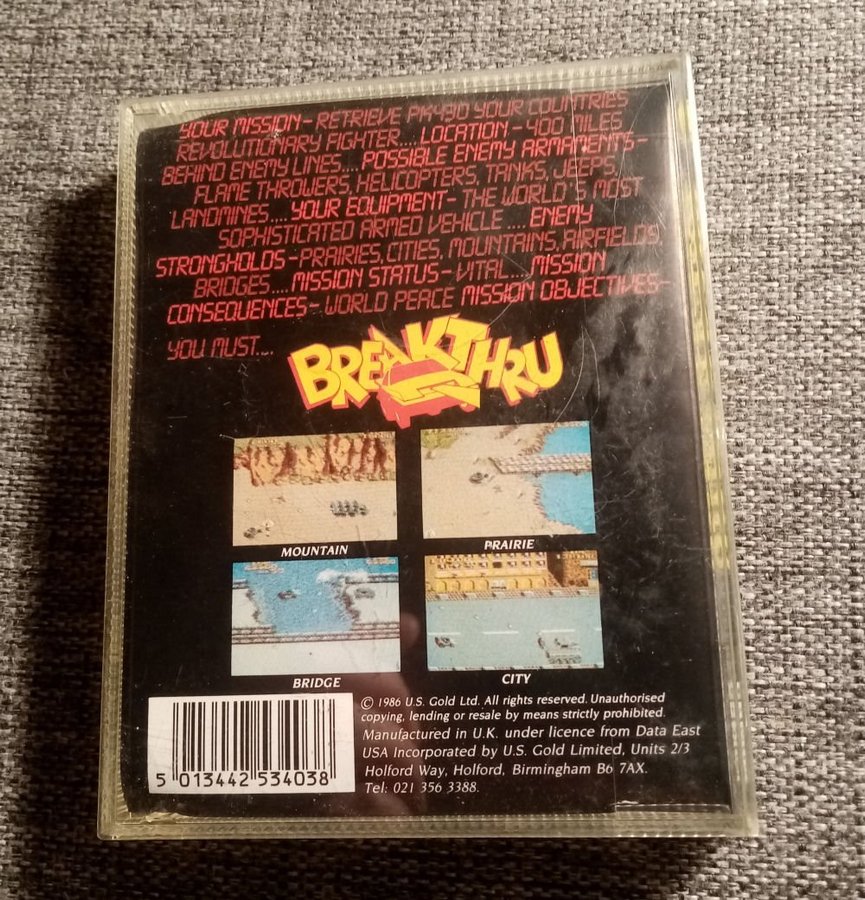 YOUR MISSION - RETRIEVE PK430 YOUR COUNTRIES
REVOLUTIONARY FIGHTER.... LOCATION - 400 MILES
BEHIND ENEMY LINES.... POSSIBLE ENEMY ARMAMENTS -
FLAME THROWERS, HELICOPTERS, TANKS, JEEPS,
LANDMINES.... YOUR EQUIPMENT - THE WORLD'S MOST
SOPHISTICATED ARMED VEHICLE .... ENEMY
STRONGHOLDS - PRAIRIES, CITIES, MOUNTAINS, AIRFIELDS,
BRIDGES.... MISSION STATUS - VITAL.... MISSION
CONSEQUENCES - WORLD PEACE MISSION OBJECTIVES -
YOU MUST....
BREAKTHRU
MOUNTAIN
PRAIRIE
BRIDGE
CITY
© 1986 U.S. Gold Ltd. All rights reserved. Unauthorised
copying, lending or resale by means strictly prohibited.
Manufactured in U.K. under licence from Data East
USA Incorporated by U.S. Gold Limited, Units 2/3
Holford Way, Holford, Birmingham B6 7AX.
Tel: 021 356 3388.
5 013442 534038